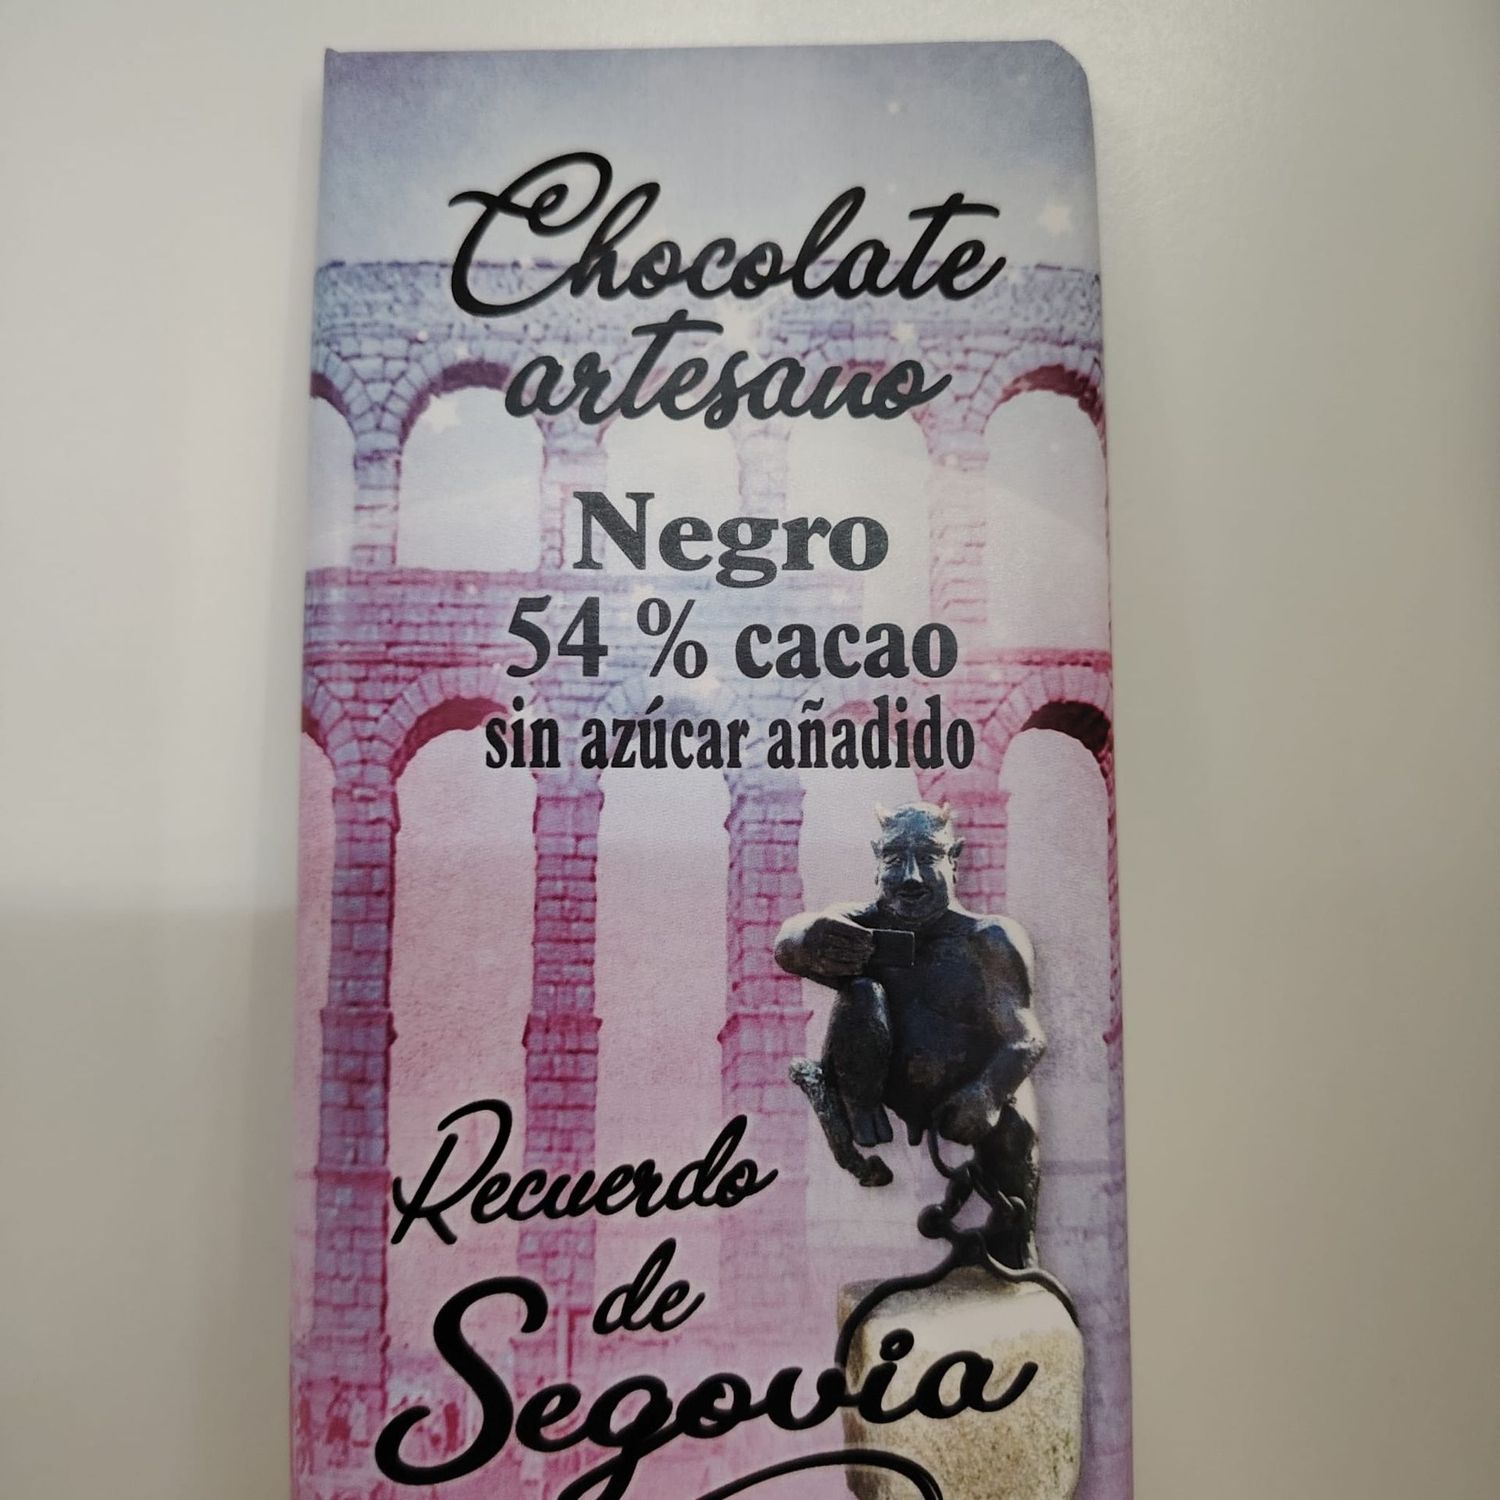 Chocolate
artesano
Negro
54 % cacao
sin azúcar añadido
Recuerdo
de
Segovia